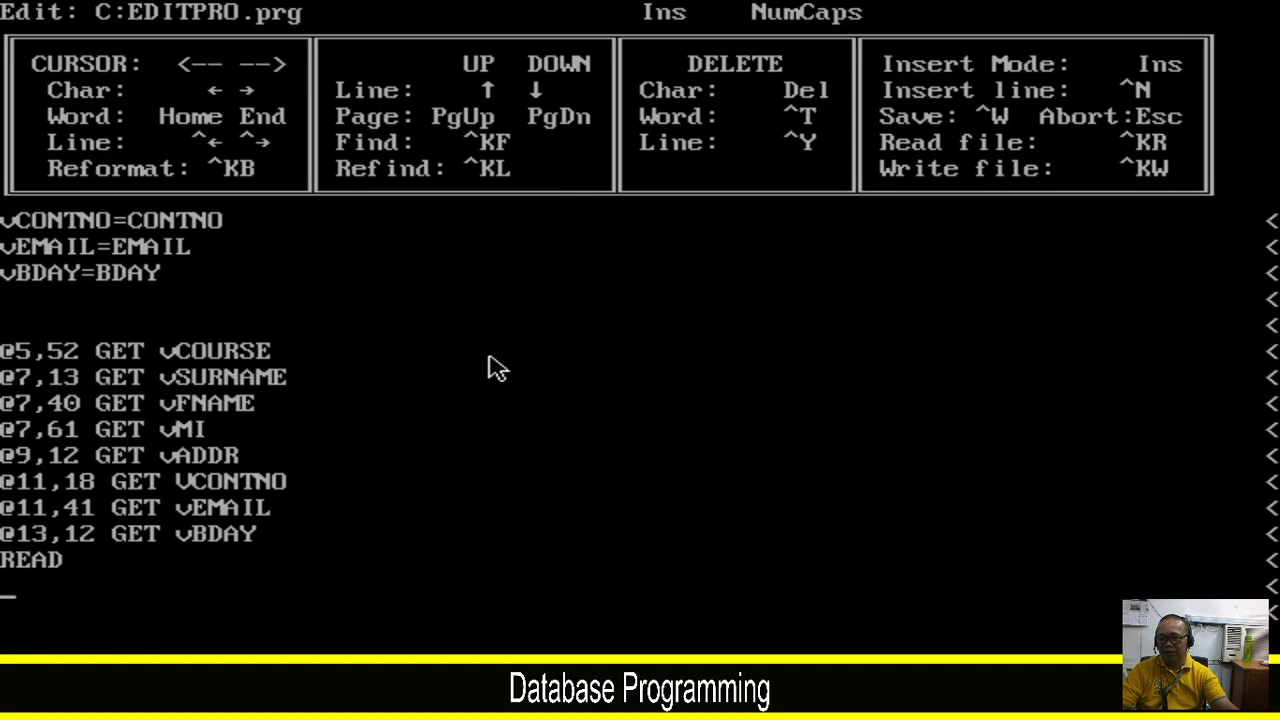 Edit: C:EDITPRO.prg Ins NumCaps
CURSOR: <-- -->
Char: ← →
Word: Home End
Line: ^← ^→
Reformat: ^KB
UP DOWN
Line: ↑ ↓
Page: PgUp PgDn
Find: ^KF
Refind: ^KL
DELETE
Char: Del
Word: ^T
Line: ^Y
Insert Mode: Ins
Insert line: ^N
Save: ^W Abort:Esc
Read file: ^KR
Write file: ^KW
vCONTNO=CONTNO <
vEMAIL=EMAIL <
vBDAY=BDAY <
<
<
@5,52 GET vCOURSE <
@7,13 GET vSURNAME <
@7,40 GET vFNAME <
@7,61 GET vMI <
@9,12 GET vADDR <
@11,18 GET VCONTNO <
@11,41 GET vEMAIL <
@13,12 GET vBDAY <
READ <
_ <
<
Database Programming